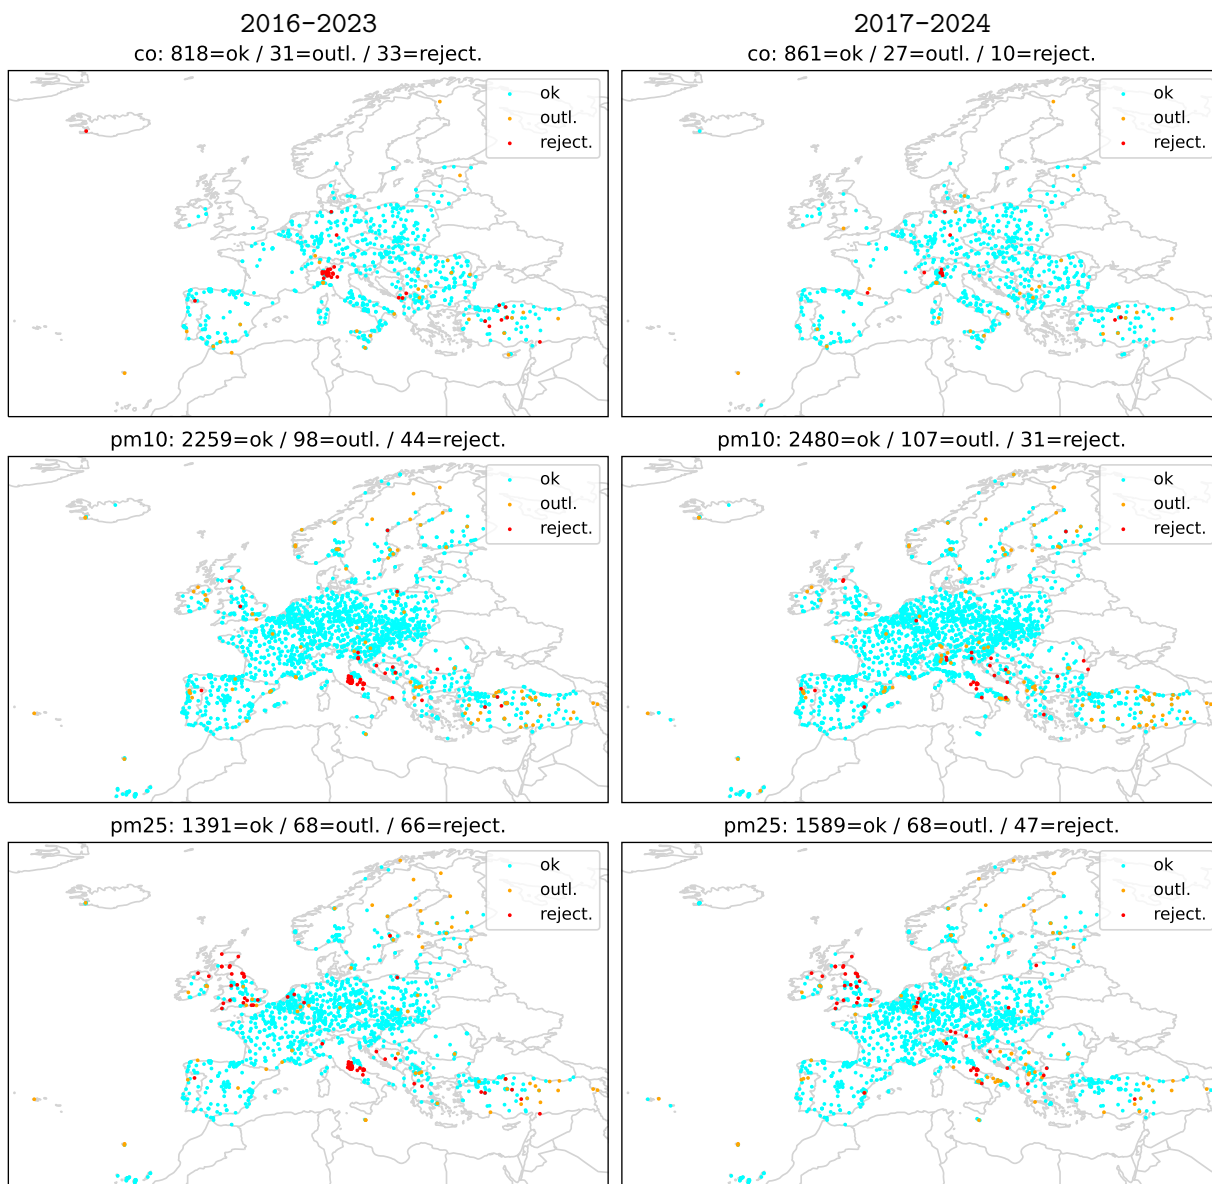 2016-2023
2017-2024
co: 818=ok / 31=outl. / 33=reject.
co: 861=ok / 27=outl. / 10=reject.
ok
outl.
reject.
ok
outl.
reject.
pm10: 2259=ok / 98=outl. / 44=reject.
pm10: 2480=ok / 107=outl. / 31=reject.
ok
outl.
reject.
ok
outl.
reject.
pm25: 1391=ok / 68=outl. / 66=reject.
pm25: 1589=ok / 68=outl. / 47=reject.
ok
outl.
reject.
ok
outl.
reject.